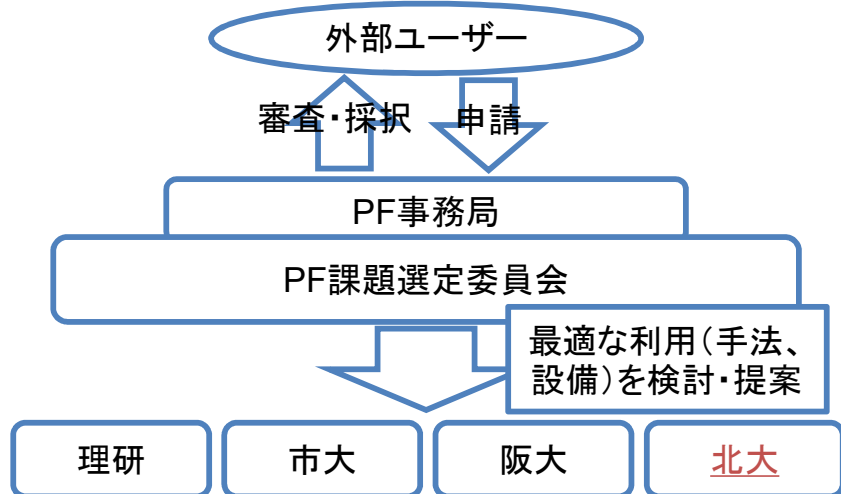 外部ユーザー
審査・採択
申請
PF事務局
PF課題選定委員会
最適な利用（手法、
設備）を検討・提案
理研
市大
阪大
北大